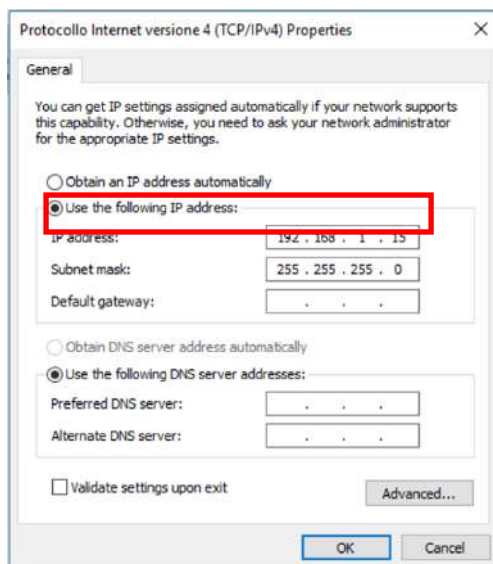 Protocollo Internet versione 4 (TCP/IPv4) Properties
General
You can get IP settings assigned automatically if your network supports
this capability. Otherwise, you need to ask your network administrator
for the appropriate IP settings.
Obtain an IP address automatically
Use the following IP address:
IP address: 192 . 168 . 1 . 15
Subnet mask: 255 . 255 . 255 . 0
Default gateway: . . .
Obtain DNS server address automatically
Use the following DNS server addresses:
Preferred DNS server: . . .
Alternate DNS server: . . .
Validate settings upon exit
Advanced...
OK Cancel